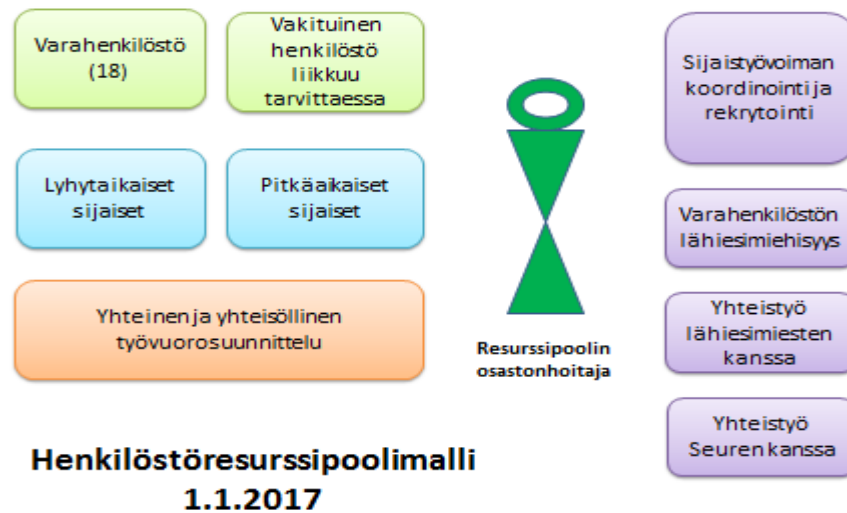 Varahenkilöstö
(18)
Vakituinen
henkilöstö
liikkuu
tarvittaessa
Lyhytaikaiset
sijaiset
Pitkäaikaiset
sijaiset
Yhteinen ja yhteisöllinen
työvuorosuunnittelu
Henkilöstöresurssipoolimalli
1.1.2017
Resurssipoolin
osastonhoitaja
Sijaistyövoiman
koordinointi ja
rekrytointi
Varahenkilöstön
lähiesimiehisyys
Yhteistyö
lähiesimiesten
kanssa
Yhteistyö
Seuren kanssa